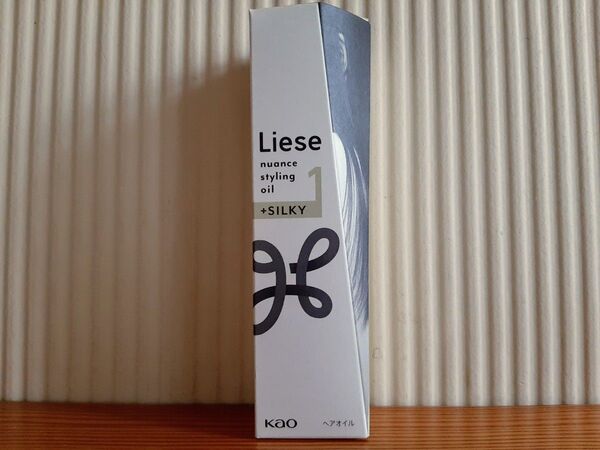 Liese
nuance
styling
oil
1
+SILKY
Kao
ヘアオイル